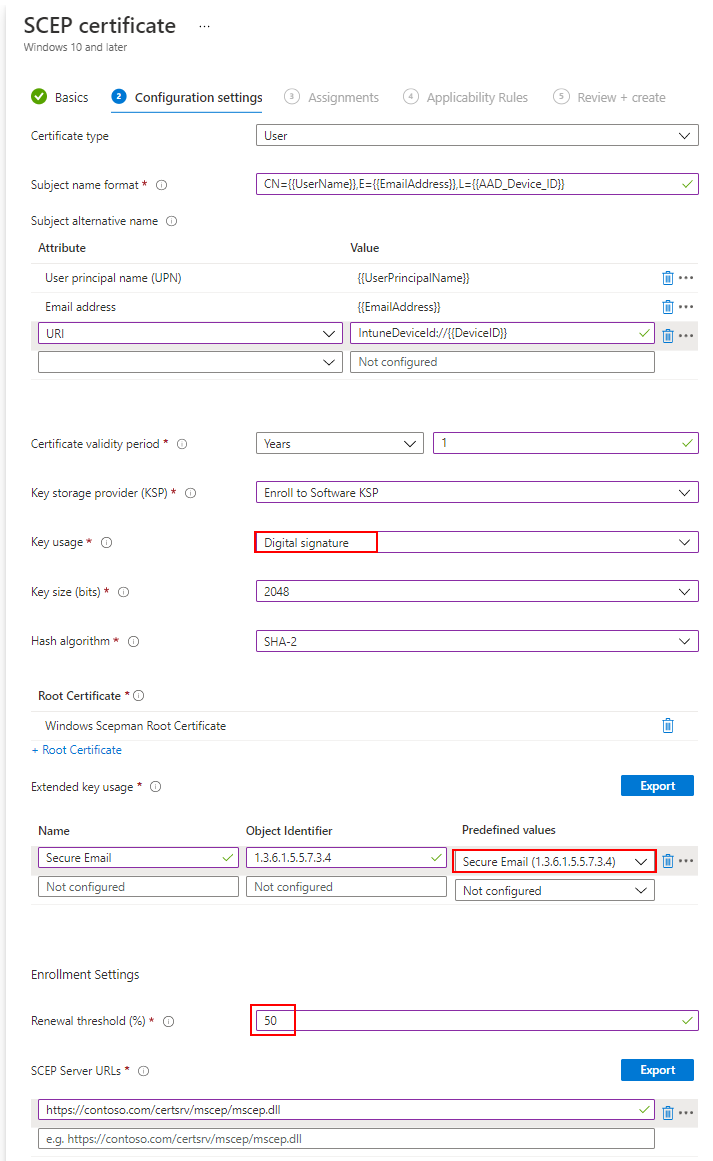 SCEP certificate ...
Windows 10 and later
Basics 2 Configuration settings 3 Assignments 4 Applicability Rules 5 Review + create
Certificate type User
Subject name format * CN={{UserName}},E={{EmailAddress}},L={{AAD_Device_ID}}
Subject alternative name
Attribute Value
User principal name (UPN) {{UserPrincipalName}}
Email address {{EmailAddress}}
URI IntuneDeviceId://{{DeviceID}}
Not configured
Certificate validity period * Years 1
Key storage provider (KSP) * Enroll to Software KSP
Key usage * Digital signature
Key size (bits) * 2048
Hash algorithm * SHA-2
Root Certificate *
Windows Scepman Root Certificate
+ Root Certificate
Extended key usage * Export
Name Object Identifier Predefined values
Secure Email 1.3.6.1.5.5.7.3.4 Secure Email (1.3.6.1.5.5.7.3.4)
Not configured Not configured Not configured
Enrollment Settings
Renewal threshold (%) * 50
SCEP Server URLs * Export
https://contoso.com/certsrv/mscep/mscep.dll
e.g. https://contoso.com/certsrv/mscep/mscep.dll